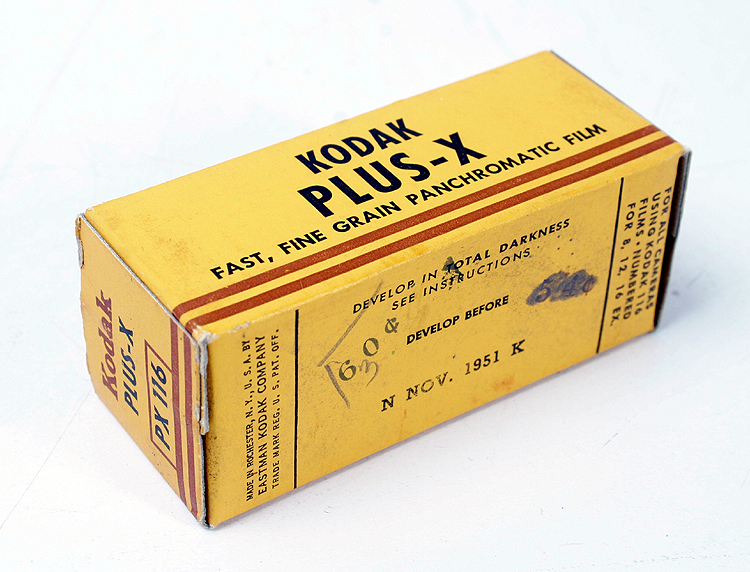 KODAK
PLUS-X
FAST, FINE GRAIN PANCHROMATIC FILM
Kodak
PLUS-X
PX 116
MADE IN ROCHESTER, N.Y., U.S.A. BY
EASTMAN KODAK COMPANY
TRADE MARK REG. U. S. PAT. OFF.
DEVELOP IN TOTAL DARKNESS
SEE INSTRUCTIONS
DEVELOP BEFORE
60¢
N NOV. 1951 K
FOR ALL CAMERAS
USING KODAK 116
FILMS • NUMBERED
FOR 8, 12, 16 EX.